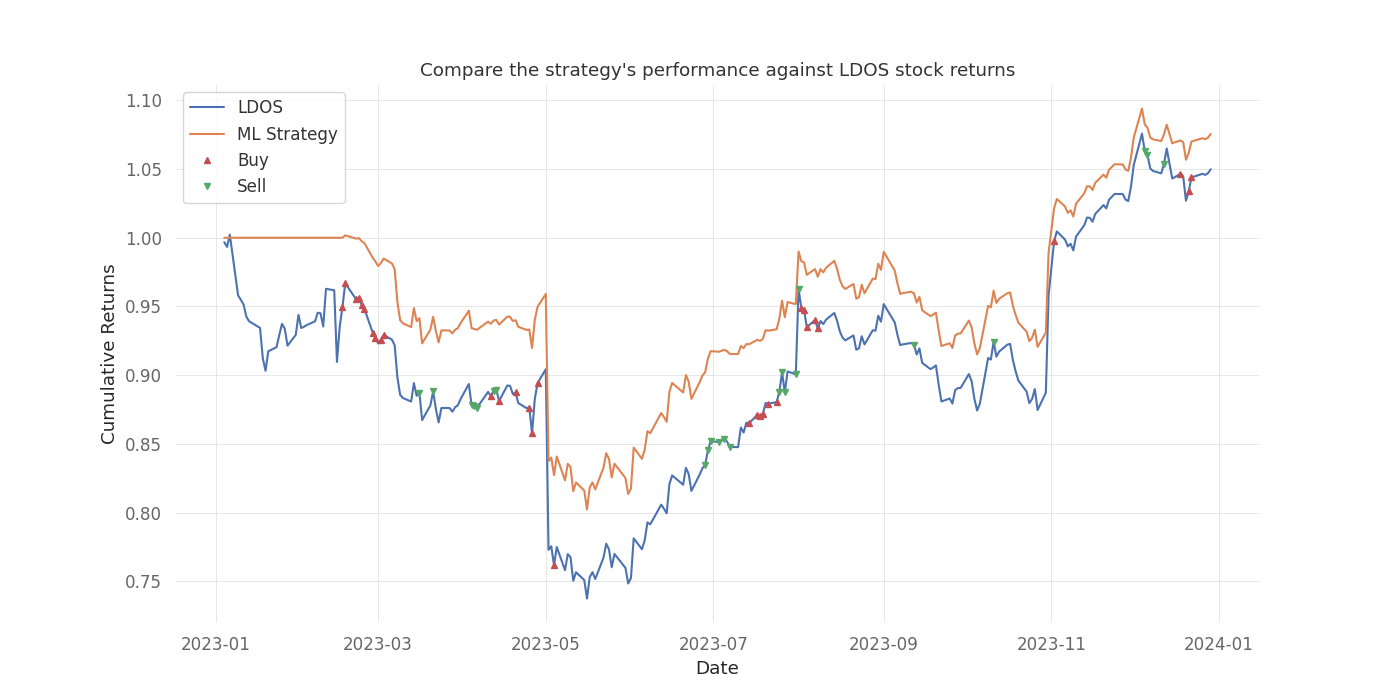 Compare the strategy's performance against LDOS stock returns
LDOS
ML Strategy
Buy
Sell
1.10
1.05
1.00
0.95
0.90
0.85
0.80
0.75
Cumulative Returns
2023-01
2023-03
2023-05
2023-07
2023-09
2023-11
2024-01
Date